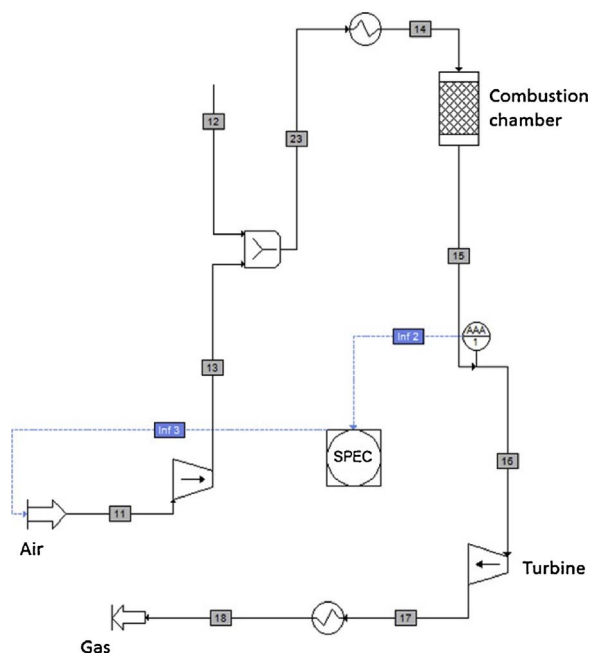 14
Combustion
chamber
12
23
15
AAA
1
Inf 2
13
Inf 3
SPEC
16
11
Air
Turbine
18
17
Gas